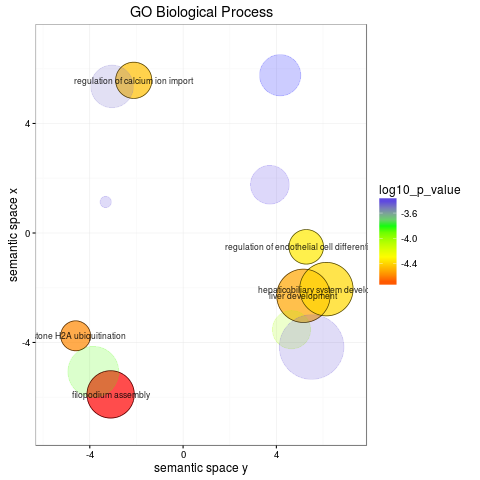 GO Biological Process
regulation of calcium ion import
regulation of endothelial cell differenti
hepaticobiliary system devel
liver development
tone H2A ubiquitination
filopodium assembly
4
0
-4
-4
0
4
semantic space x
semantic space y
log10_p_value
-3.6
-4.0
-4.4